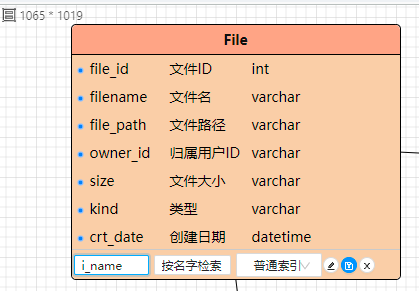 1065 * 1019
File
file_id 文件ID int
filename 文件名 varchar
file_path 文件路径 varchar
owner_id 归属用户ID varchar
size 文件大小 varchar
kind 类型 varchar
crt_date 创建日期 datetime
i_name 按名字检索 普通索引